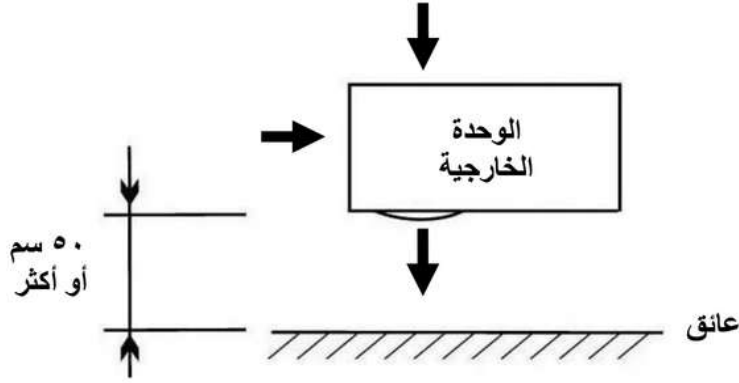 الوحدة
الخارجية
٥٠ سم
أو أكثر
عائق